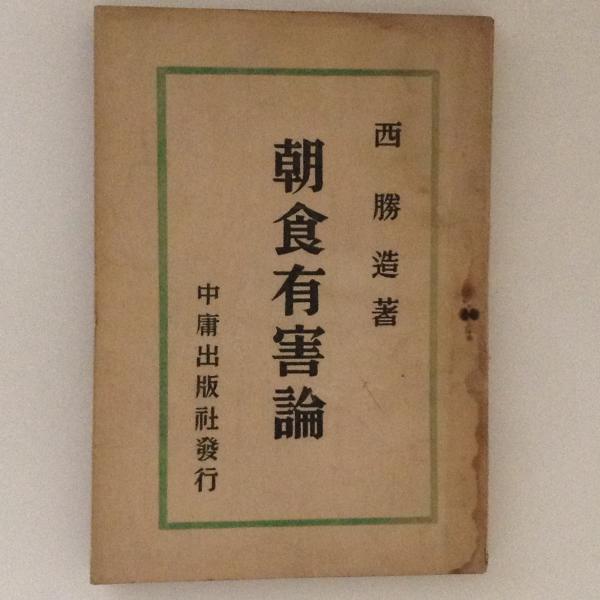 西勝造著
朝食有害論
中庸出版社發行